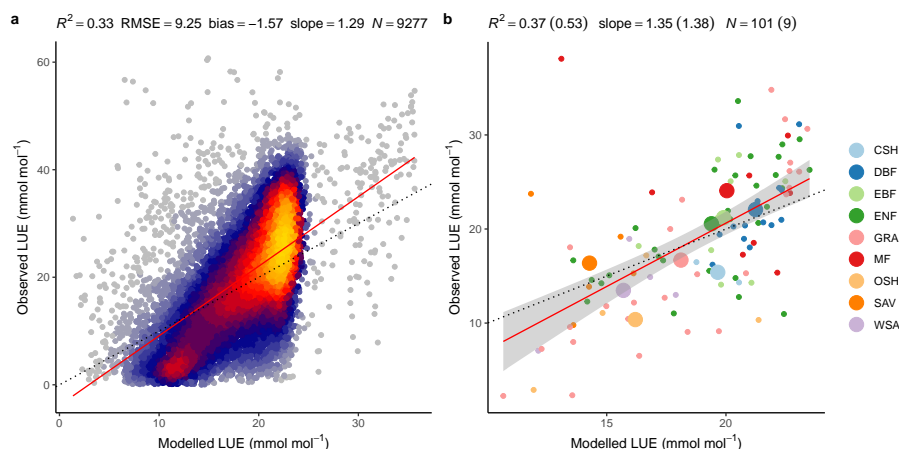 a
R² = 0.33 RMSE = 9.25 bias = −1.57 slope = 1.29 N = 9277
60
40
20
0
0 10 20 30
Observed LUE (mmol mol⁻¹)
Modelled LUE (mmol mol⁻¹)
b
R² = 0.37 (0.53) slope = 1.35 (1.38) N = 101 (9)
30
20
10
15 20
Observed LUE (mmol mol⁻¹)
Modelled LUE (mmol mol⁻¹)
CSH
DBF
EBF
ENF
GRA
MF
OSH
SAV
WSA